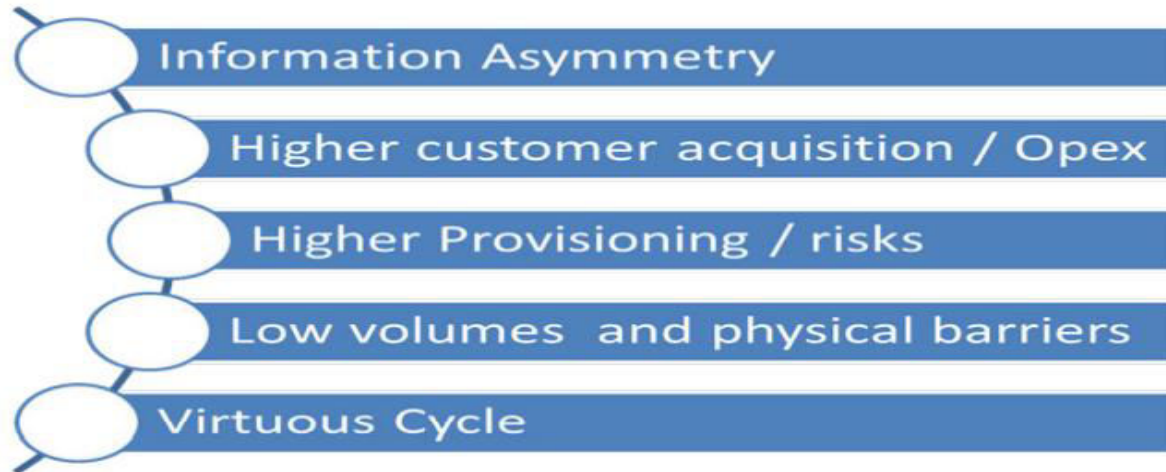 Information Asymmetry
Higher customer acquisition / Opex
Higher Provisioning / risks
Low volumes and physical barriers
Virtuous Cycle